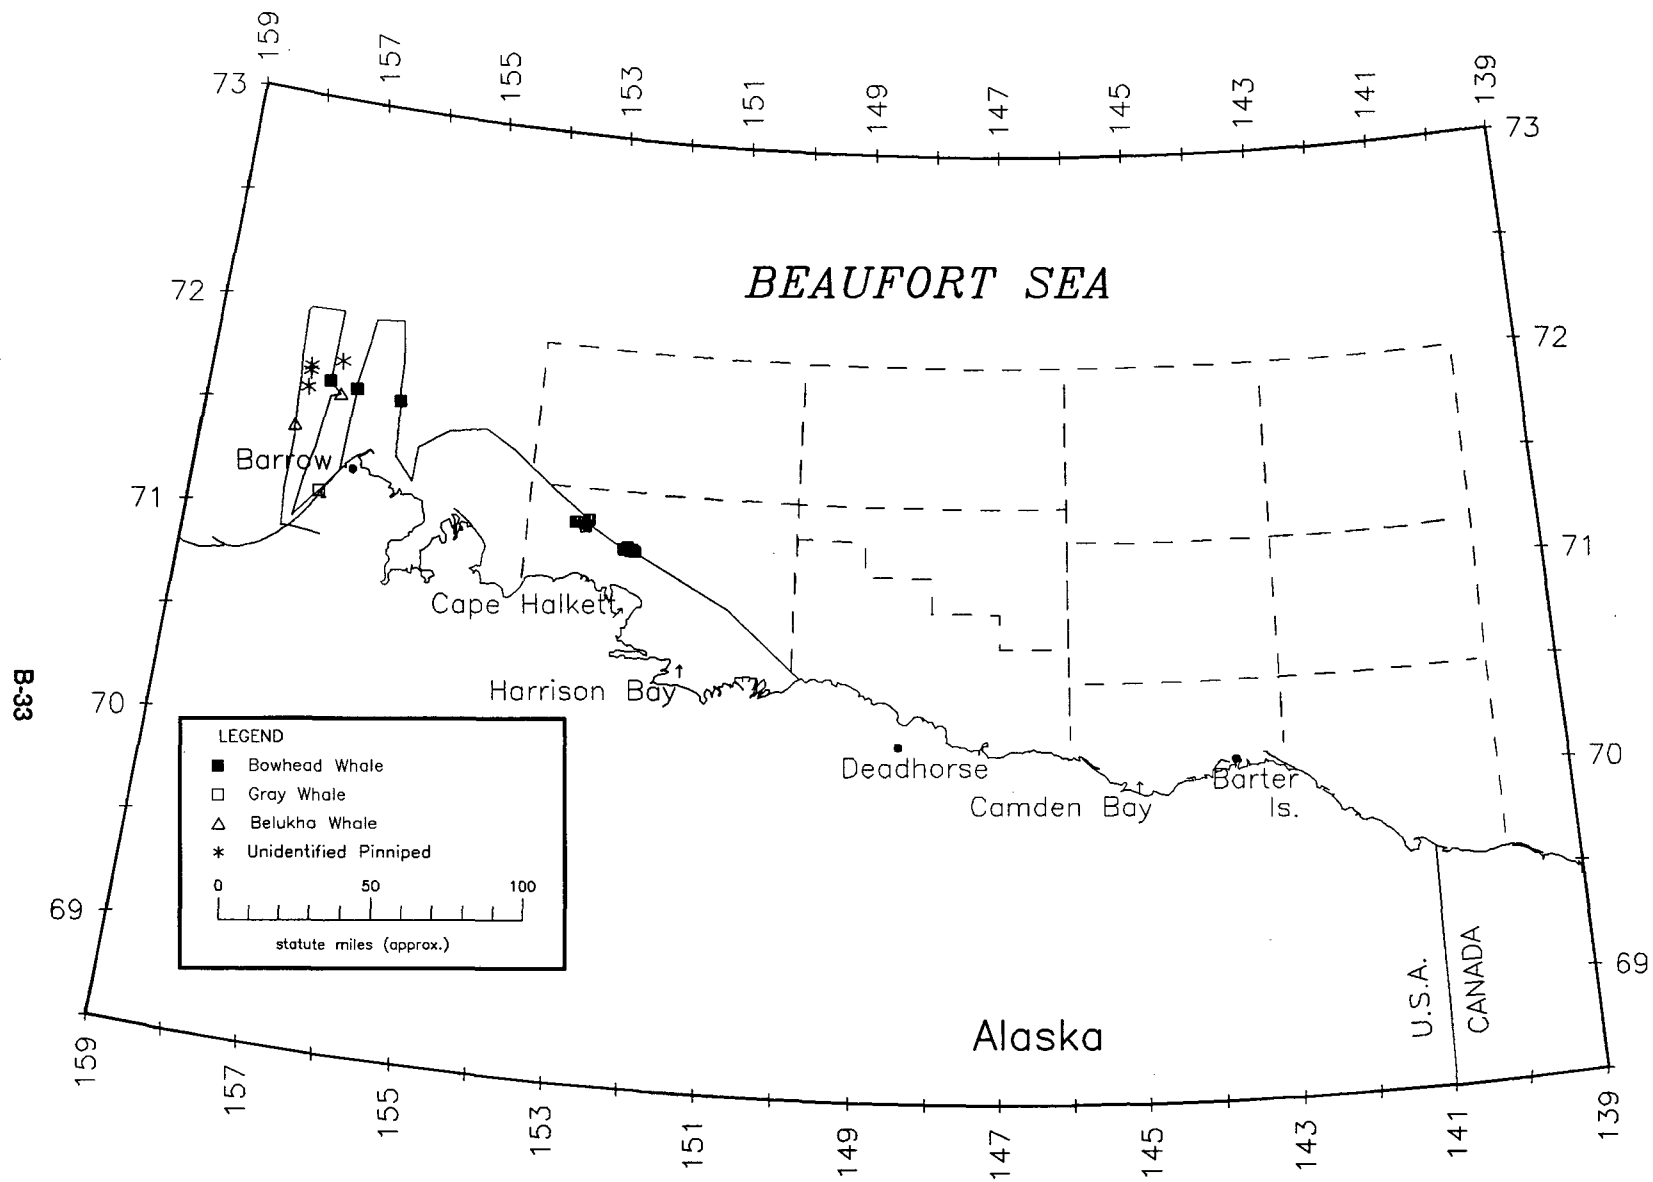 159
157
155
153
151
149
147
145
143
141
139
73
73
BEAUFORT SEA
72
72
Barrow
71
71
Cape Halkett
Harrison Bay
70
70
Deadhorse
Camden Bay
Barter
Is.
B-33
LEGEND
Bowhead Whale
Gray Whale
Belukha Whale
Unidentified Pinniped
0 50 100
statute miles (approx.)
69
69
U.S.A.
CANADA
Alaska
159
157
155
153
151
149
147
145
143
141
139